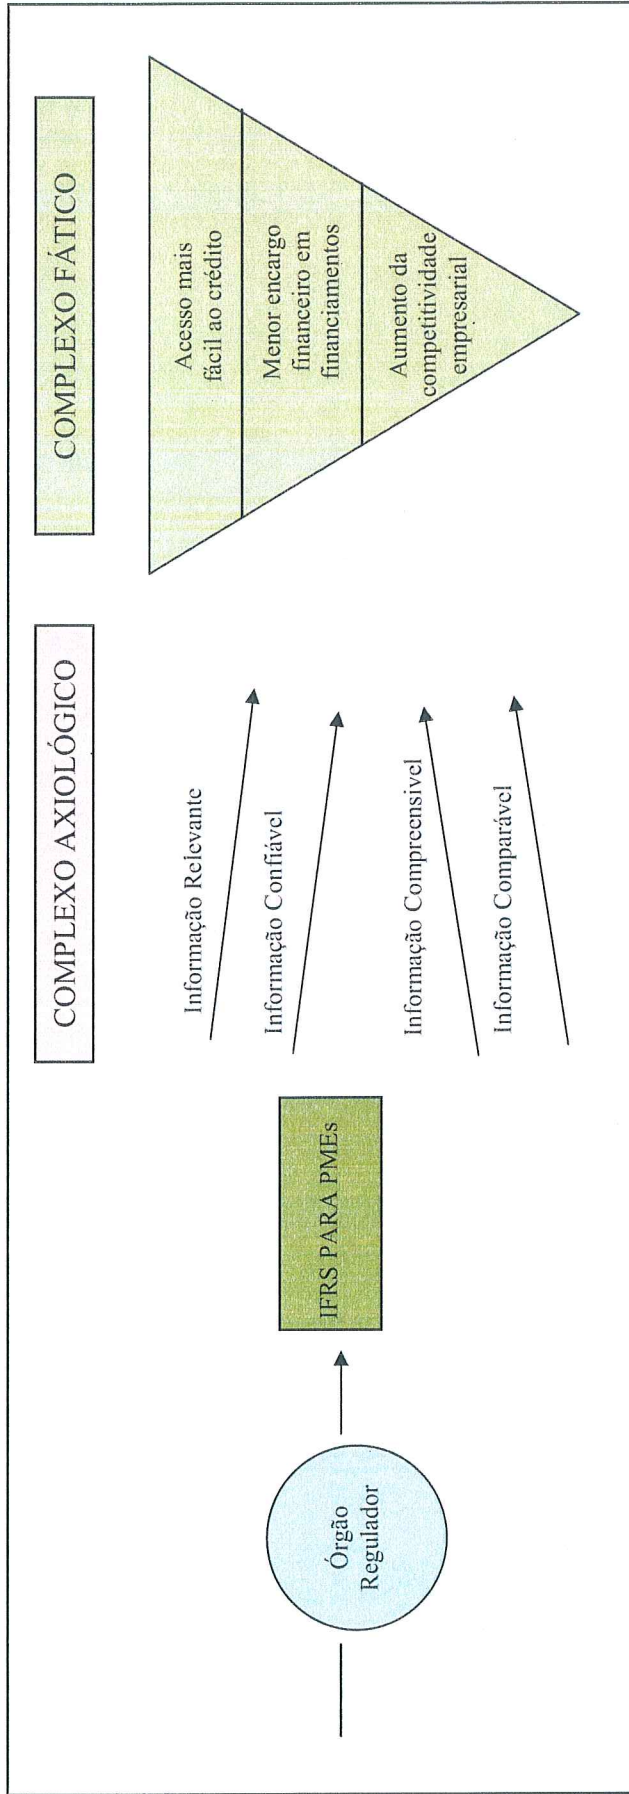 COMPLEXO AXIOLÓGICO
COMPLEXO FÁTICO
Órgão
Regulador
IFRS PARA PMEs
Informação Relevante
Informação Confiável
Informação Compreensivel
Informação Comparável
Acesso mais
fácil ao crédito
Menor encargo
financeiro em
financiamentos
Aumento da
competitividade
empresarial